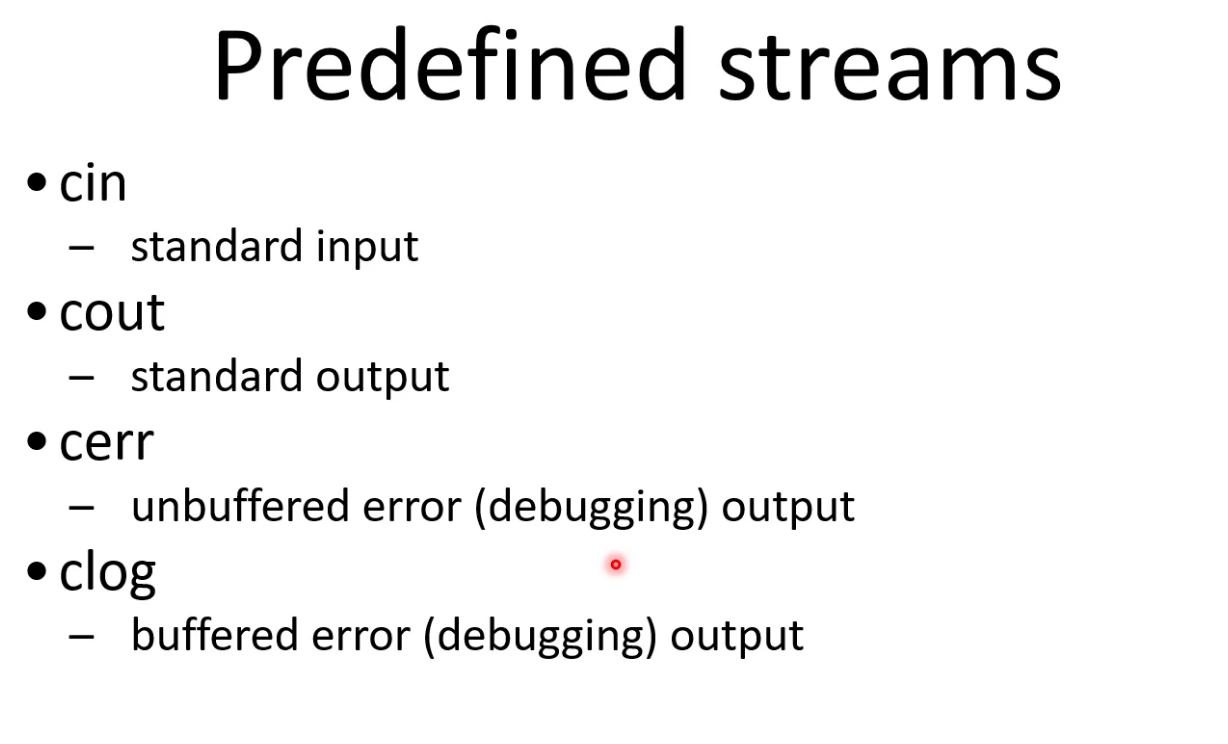 Predefined streams
• cin
– standard input
• cout
– standard output
• cerr
– unbuffered error (debugging) output
• clog
– buffered error (debugging) output